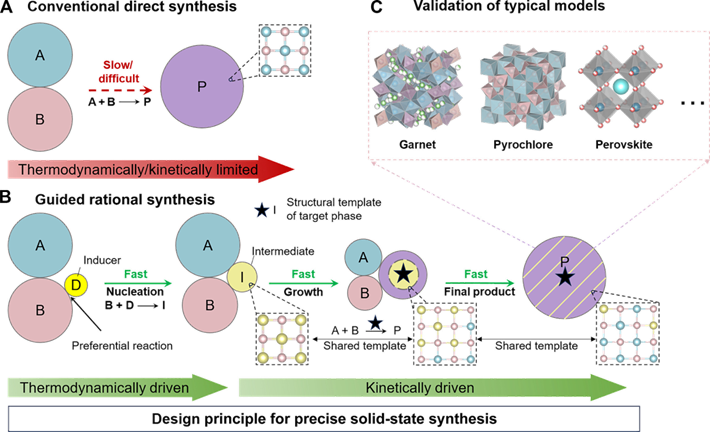 A
Conventional direct synthesis
A
B
Slow/
difficult
A + B ⟶ P
P
Thermodynamically/kinetically limited
C
Validation of typical models
Garnet
Pyrochlore
Perovskite
...
B
Guided rational synthesis
★ I
Structural template
of target phase
A
B
Inducer
D
Preferential reaction
Fast
Nucleation
B + D ⟶ I
A
B
Intermediate
I
Fast
Growth
A
B
A + B ⟶ P
Shared template
Fast
Final product
P
Shared template
Thermodynamically driven
Kinetically driven
Design principle for precise solid-state synthesis